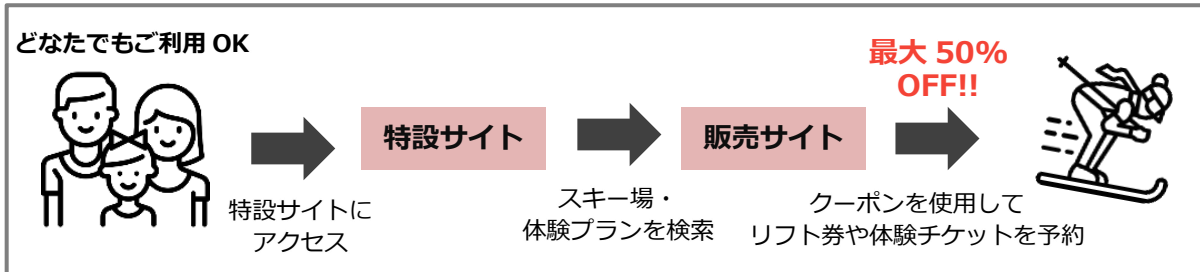 どなたでもご利用 OK
特設サイトに
アクセス
特設サイト
スキー場・
体験プランを検索
販売サイト
最大 50%
OFF!!
クーポンを使用して
リフト券や体験チケットを予約